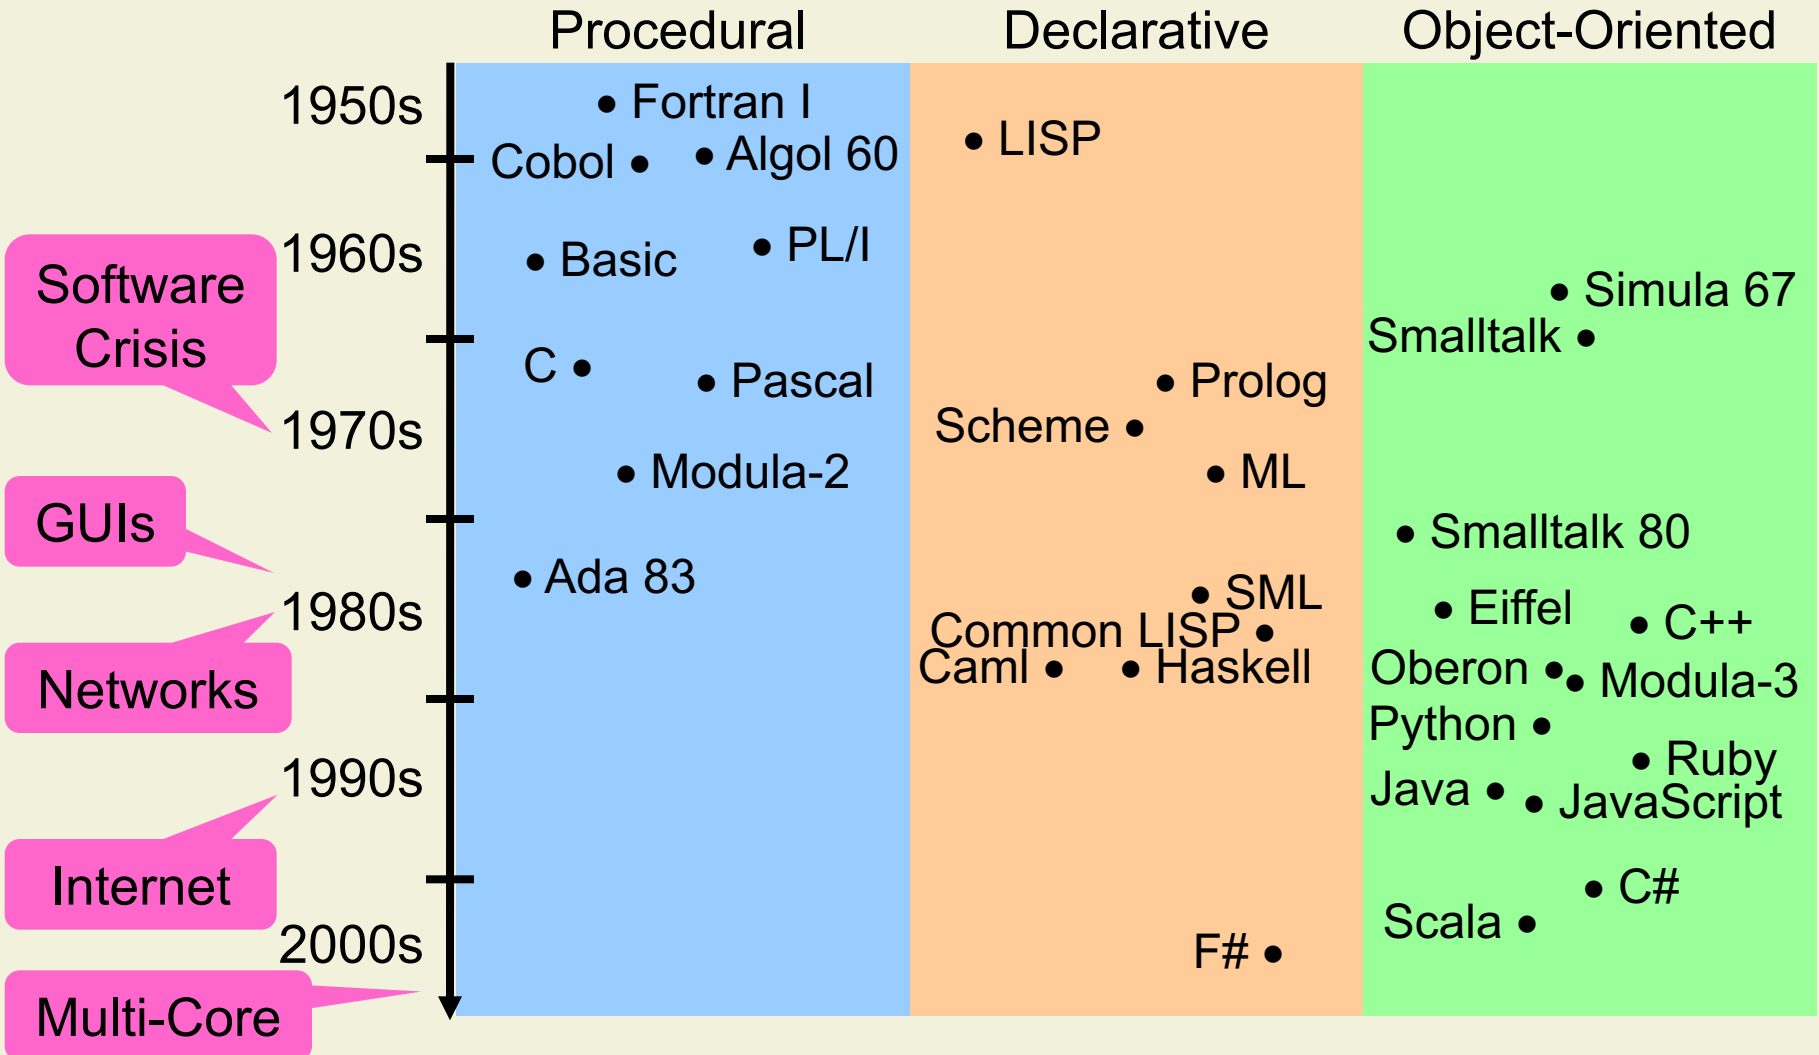 Procedural
Declarative
Object-Oriented
1950s
Fortran I
LISP
Cobol
Algol 60
1960s
Basic
PL/I
Simula 67
Software
Crisis
Smalltalk
C
Pascal
Prolog
1970s
Scheme
Modula-2
ML
GUIs
Smalltalk 80
Ada 83
SML
1980s
Eiffel
Common LISP
C++
Networks
Caml
Haskell
Oberon
Modula-3
Python
Ruby
1990s
Java
JavaScript
Internet
C#
Scala
2000s
F#
Multi-Core